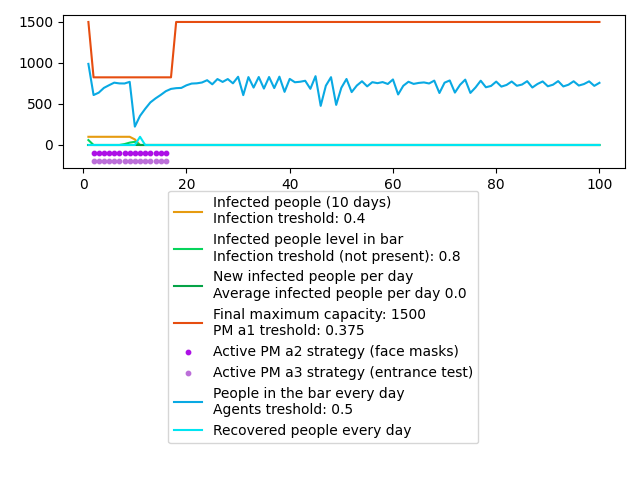 1500
1000
500
0
0 20 40 60 80 100
Infected people (10 days)
Infection treshold: 0.4
Infected people level in bar
Infection treshold (not present): 0.8
New infected people per day
Average infected people per day 0.0
Final maximum capacity: 1500
PM a1 treshold: 0.375
Active PM a2 strategy (face masks)
Active PM a3 strategy (entrance test)
People in the bar every day
Agents treshold: 0.5
Recovered people every day